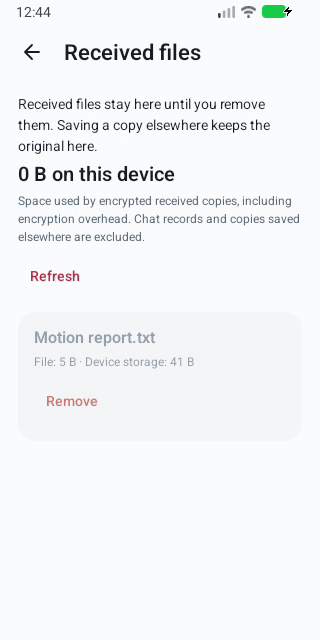 12:44
Received files
Received files stay here until you remove
them. Saving a copy elsewhere keeps the
original here.
0 B on this device
Space used by encrypted received copies, including
encryption overhead. Chat records and copies saved
elsewhere are excluded.
Refresh
Motion report.txt
File: 5 B · Device storage: 41 B
Remove